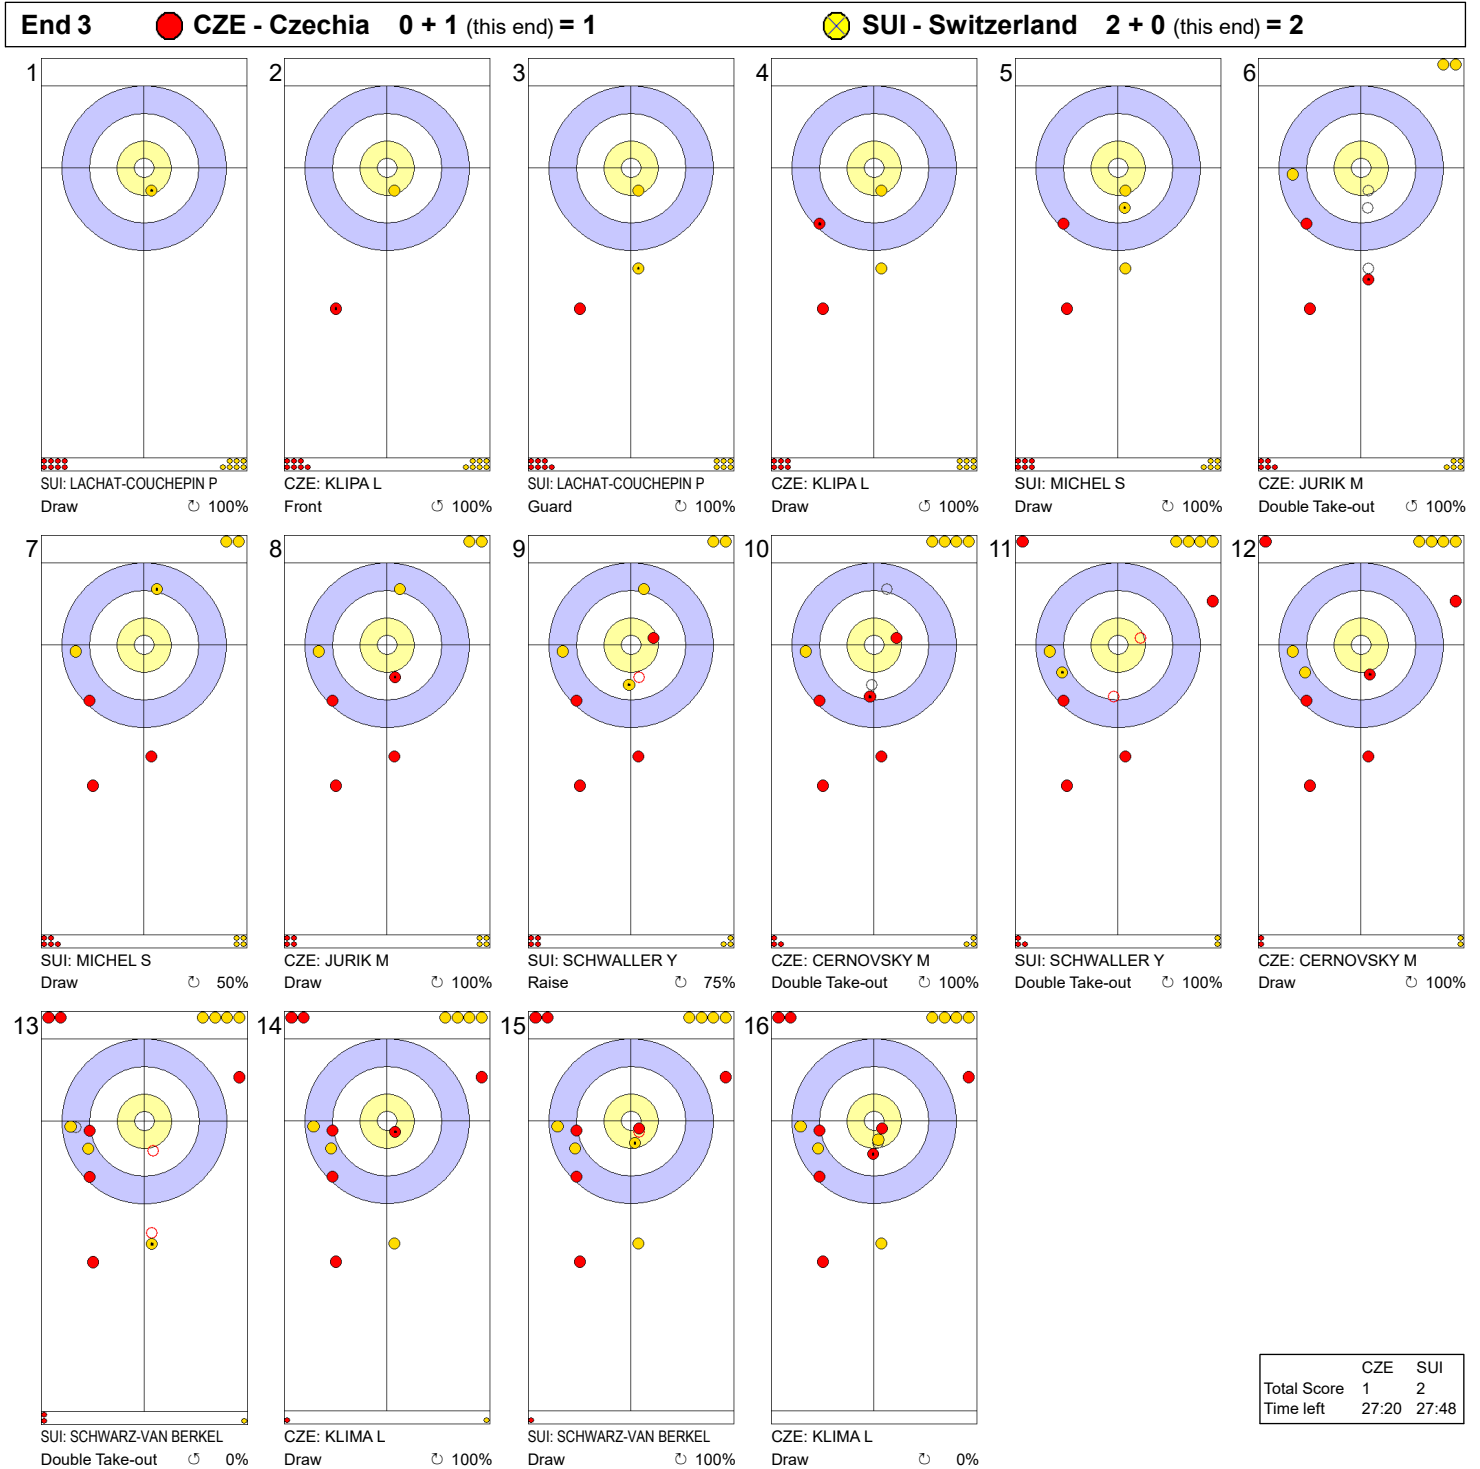 End 3 CZE - Czechia 0 + 1 (this end) = 1 SUI - Switzerland 2 + 0 (this end) = 2
1 2 3 4 5 6
SUI: LACHAT-COUCHEPIN P CZE: KLIPA L SUI: LACHAT-COUCHEPIN P CZE: KLIPA L SUI: MICHEL S CZE: JURIK M
Draw ↻ 100% Front ↻ 100% Guard ↻ 100% Draw ↻ 100% Draw ↻ 100% Double Take-out ↻ 100%
7 8 9 10 11 12
SUI: MICHEL S CZE: JURIK M SUI: SCHWALLER Y CZE: CERNOVSKY M SUI: SCHWALLER Y CZE: CERNOVSKY M
Draw ↻ 50% Draw ↻ 100% Raise ↻ 75% Double Take-out ↻ 100% Double Take-out ↻ 100% Draw ↻ 100%
13 14 15 16
SUI: SCHWARZ-VAN BERKEL CZE: KLIMA L SUI: SCHWARZ-VAN BERKEL CZE: KLIMA L
Double Take-out ↺ 0% Draw ↻ 100% Draw ↻ 100% Draw ↻ 0%
CZE SUI
Total Score 1 2
Time left 27:20 27:48